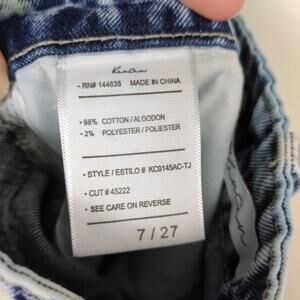 KanCan
• RN# 144635 MADE IN CHINA
• 98% COTTON / ALGODON
• 2% POLYESTER / POLIESTER
• STYLE / ESTILO # KC9145AC-TJ
• CUT # 45222
• SEE CARE ON REVERSE
7 / 27